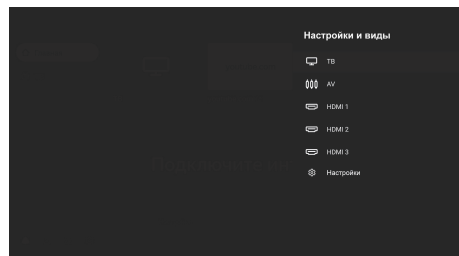 Настройки и виды
ТВ
AV
HDMI 1
HDMI 2
HDMI 3
Настройки